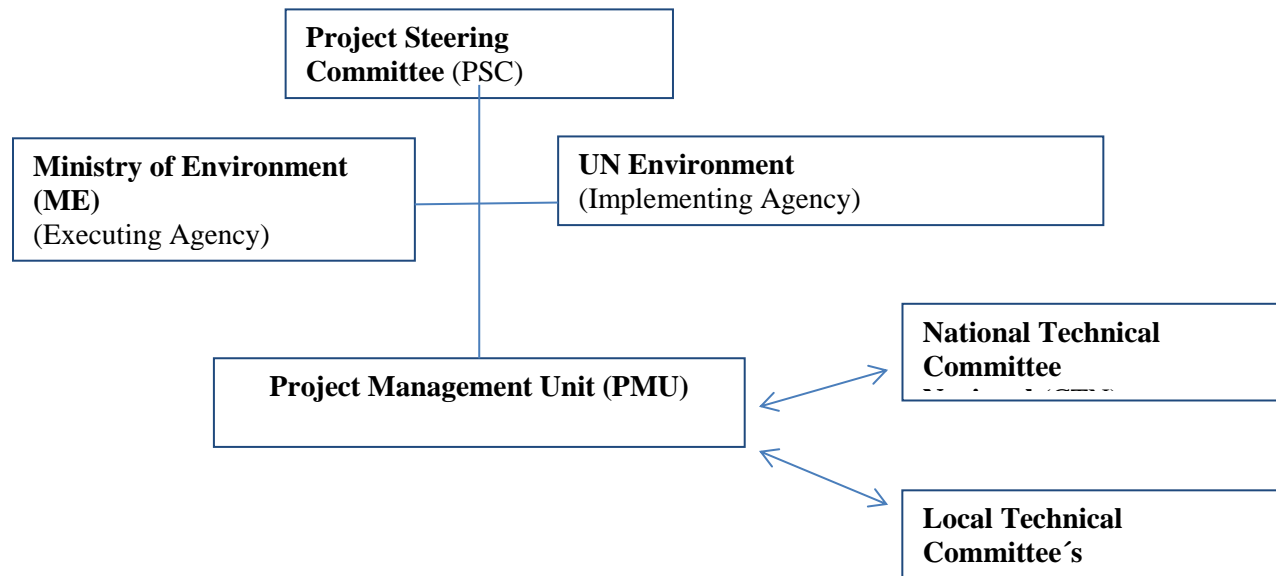 Project Steering
Committee (PSC)
Ministry of Environment
(ME)
(Executing Agency)
UN Environment
(Implementing Agency)
Project Management Unit (PMU)
National Technical
Committee
Local Technical
Committee´s